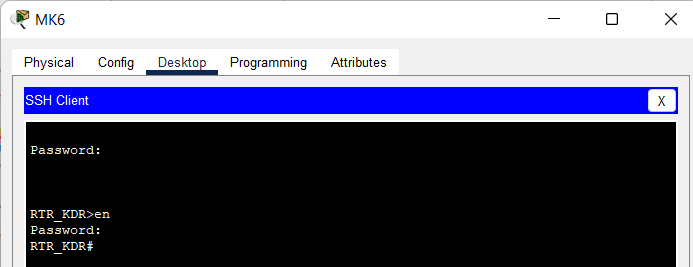 MK6
Physical Config Desktop Programming Attributes
SSH Client X
Password:
RTR_KDR>en
Password:
RTR_KDR#